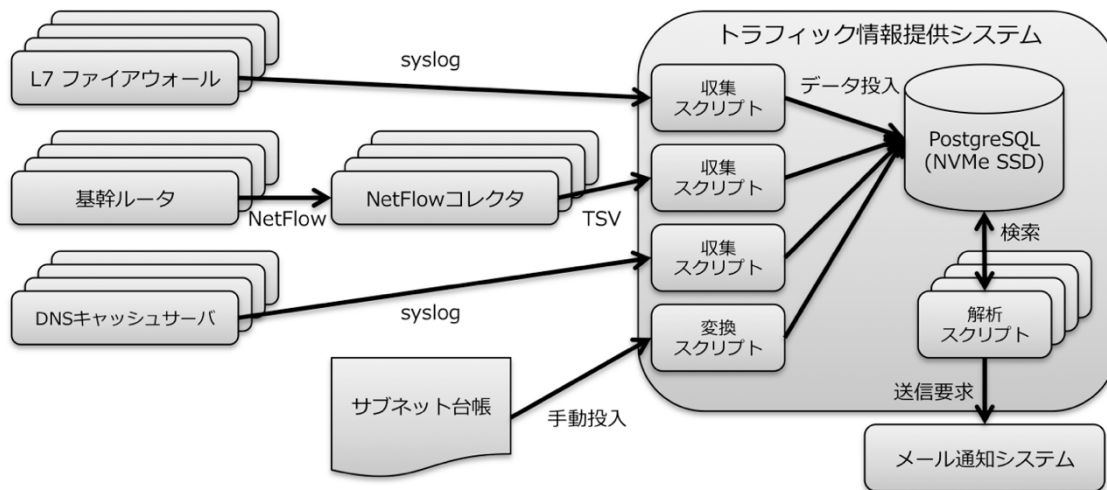 トラフィック情報提供システム
L7 ファイアウォール
syslog
収集
スクリプト
データ投入
PostgreSQL
(NVMe SSD)
基幹ルータ
NetFlow
NetFlowコレクタ
TSV
収集
スクリプト
DNSキャッシュサーバ
syslog
収集
スクリプト
検索
サブネット台帳
手動投入
変換
スクリプト
解析
スクリプト
送信要求
メール通知システム